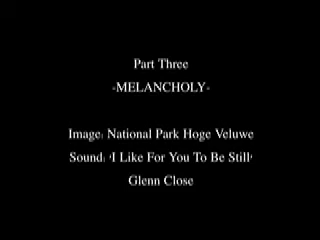 Part Three
"MELANCHOLY"
Image: National Park Hoge Veluwe
Sound: 'I Like For You To Be Still'
Glenn Close